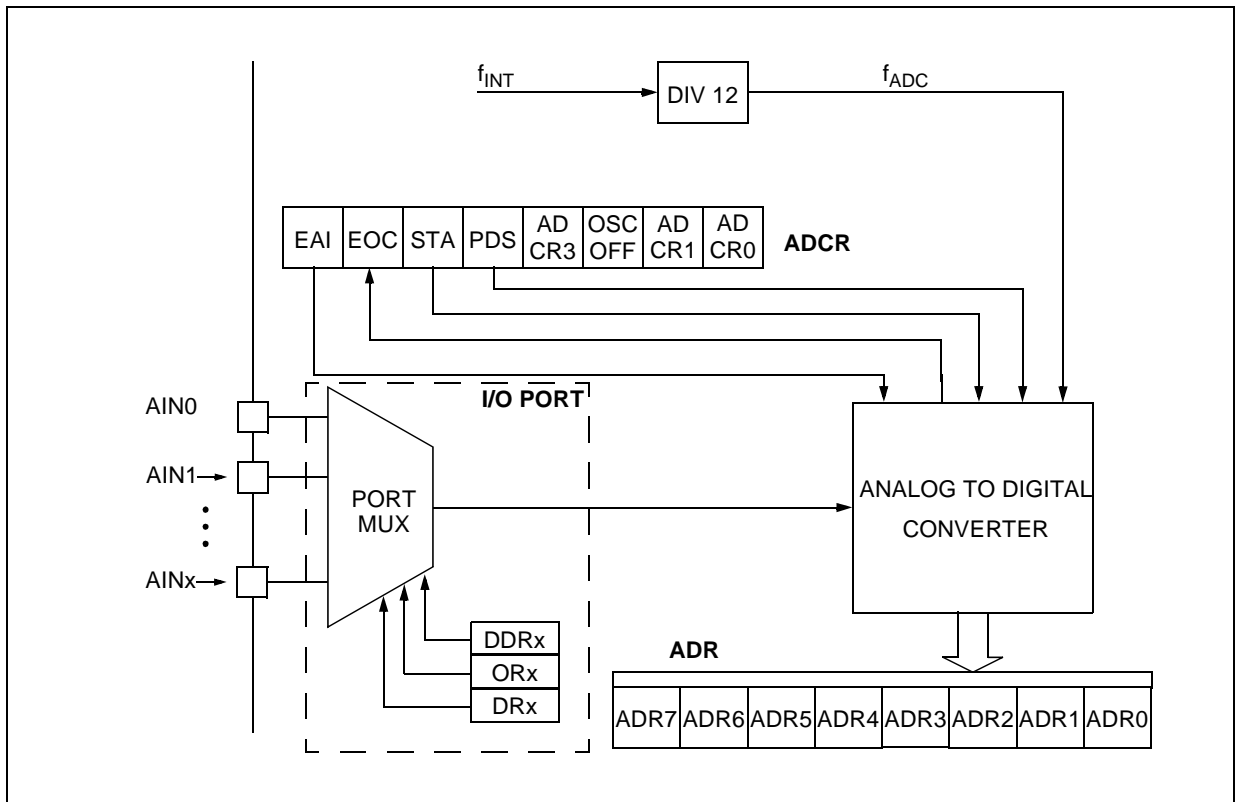 fINT
DIV 12
fADC
EAI EOC STA PDS AD CR3 OSC OFF AD CR1 AD CR0
ADCR
I/O PORT
AIN0
AIN1
AINx
PORT
MUX
ANALOG TO DIGITAL
CONVERTER
DDRx
ORx
DRx
ADR
ADR7 ADR6 ADR5 ADR4 ADR3 ADR2 ADR1 ADR0